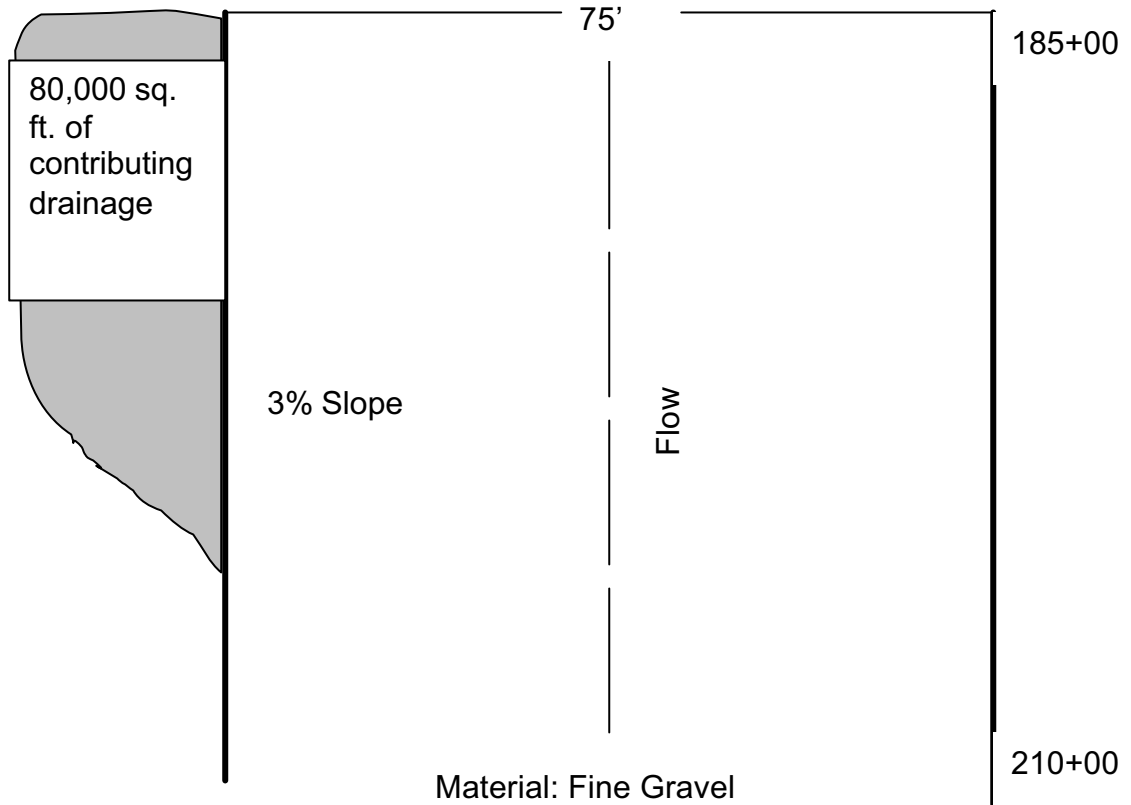 75’
185+00
80,000 sq.
ft. of
contributing
drainage
3% Slope
Flow
210+00
Material: Fine Gravel